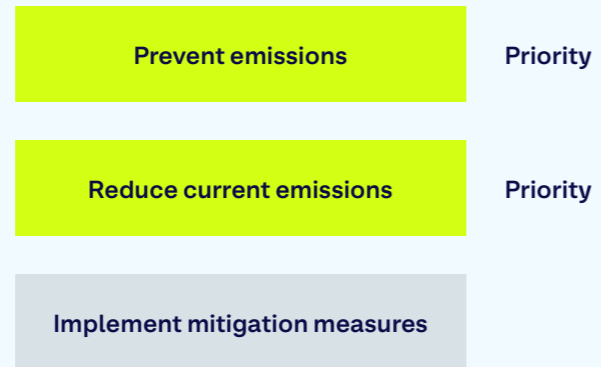 Prevent emissions Priority
Reduce current emissions Priority
Implement mitigation measures